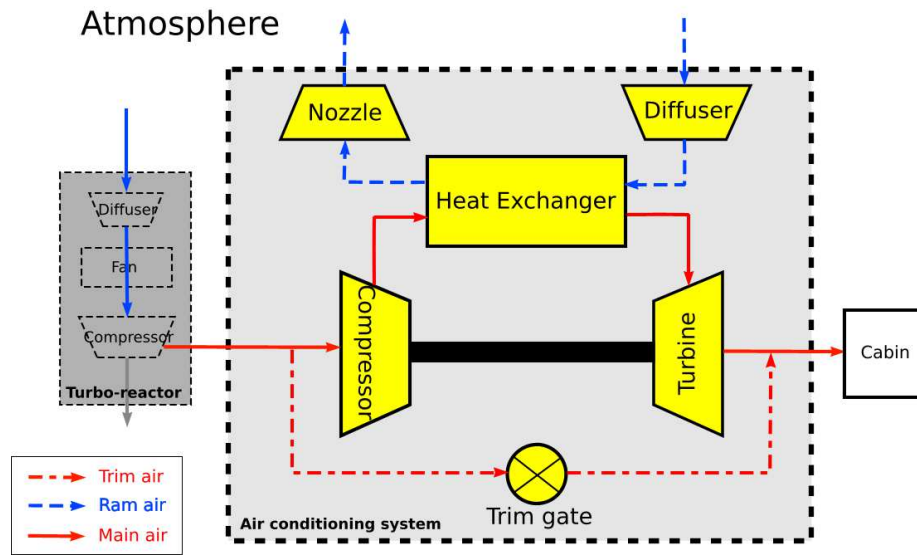 Atmosphere
Nozzle
Diffuser
Heat Exchanger
Diffuser
Fan
Compressor
Turbo-reactor
Compressor
Turbine
Cabin
Trim gate
Air conditioning system
Trim air
Ram air
Main air